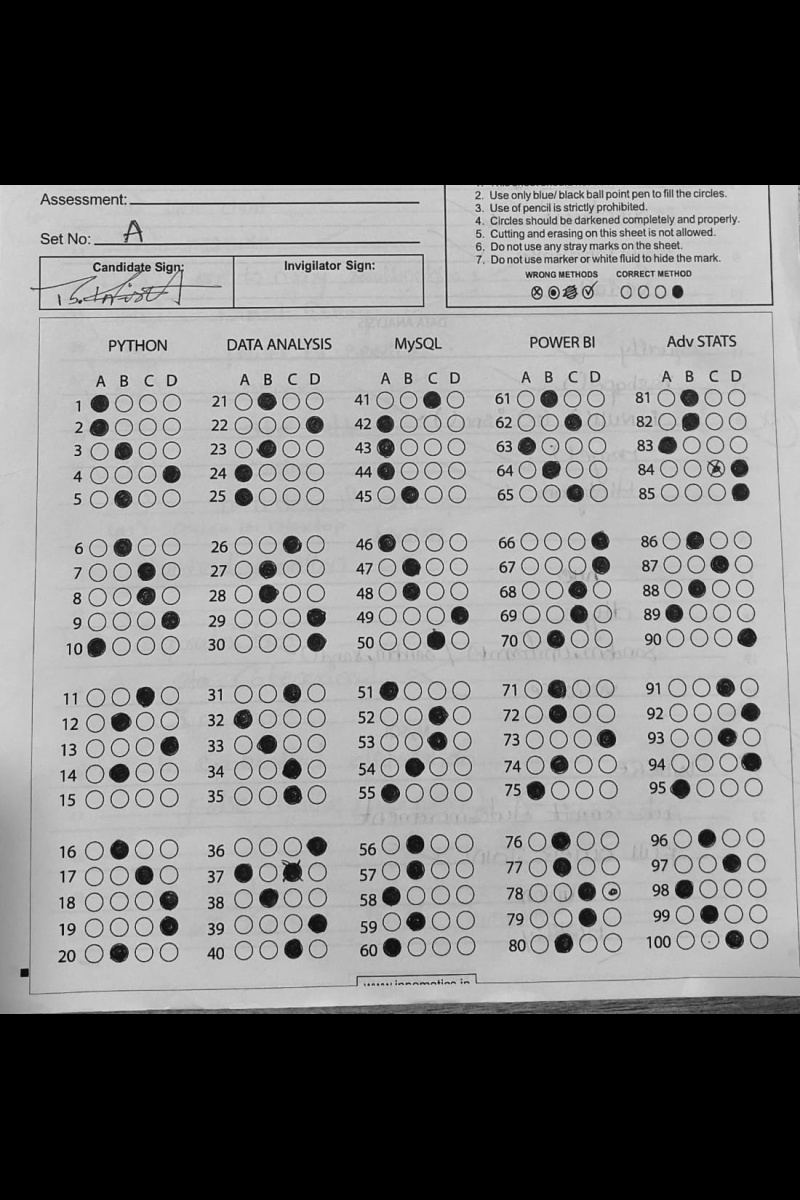 Assessment:
2. Use only blue/ black ball point pen to fill the circles.
3. Use of pencil is strictly prohibited.
4. Circles should be darkened completely and properly.
Set No: A
5. Cutting and erasing on this sheet is not allowed.
6. Do not use any stray marks on the sheet.
7. Do not use marker or white fluid to hide the mark.
Candidate Sign:
Invigilator Sign:
WRONG METHODS CORRECT METHOD
PYTHON DATA ANALYSIS MySQL POWER BI Adv STATS
A B C D A B C D A B C D A B C D A B C D
1 21 41 61 81
2 22 42 62 82
3 23 43 63 83
4 24 44 64 84
5 25 45 65 85
6 26 46 66 86
7 27 47 67 87
8 28 48 68 88
9 29 49 69 89
10 30 50 70 90
11 31 51 71 91
12 32 52 72 92
13 33 53 73 93
14 34 54 74 94
15 35 55 75 95
16 36 56 76 96
17 37 57 77 97
18 38 58 78 98
19 39 59 79 99
20 40 60 80 100